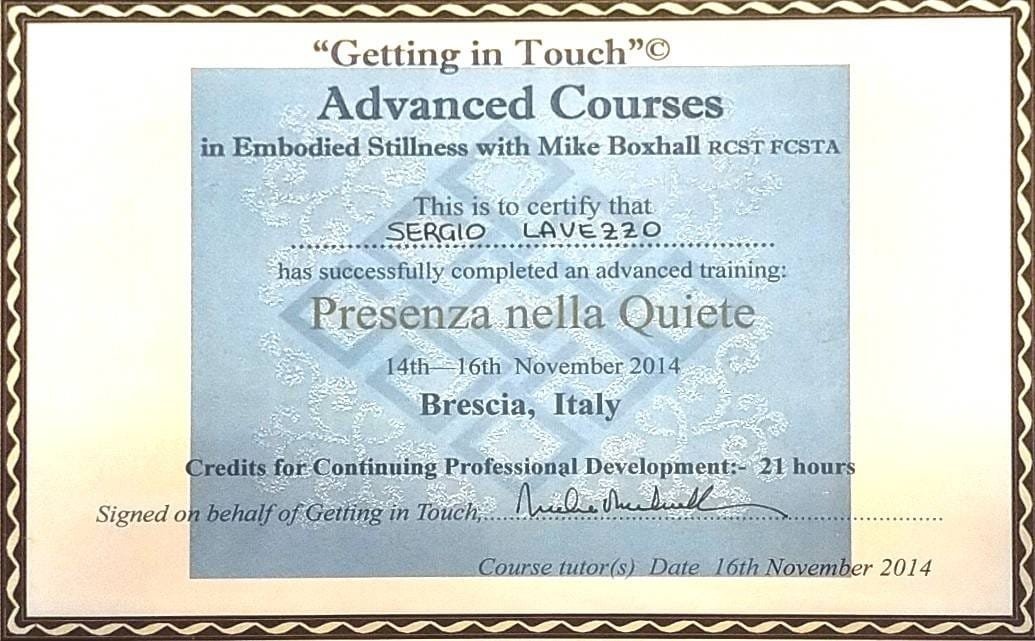 “Getting in Touch”©
Advanced Courses
in Embodied Stillness with Mike Boxhall RCST FCSTA
This is to certify that
SERGIO LAVEZZO
has successfully completed an advanced training:
Presenza nella Quiete
14th—16th November 2014
Brescia, Italy
Credits for Continuing Professional Development:- 21 hours
Signed on behalf of Getting in Touch,
Course tutor(s) Date 16th November 2014